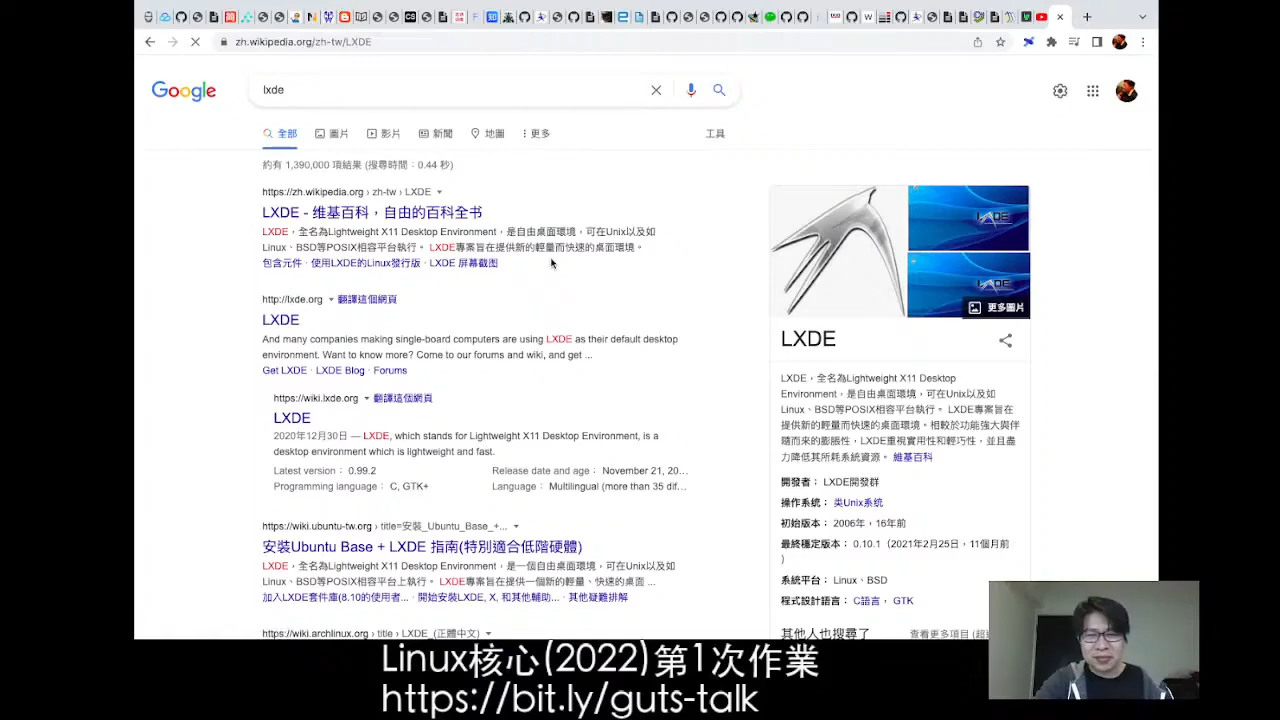 zh.wikipedia.org/zh-tw/LXDE
Google
lxde
全部
圖片
影片
新聞
地圖
更多
工具
約有 1,390,000 項結果 (搜尋時間：0.44 秒)
https://zh.wikipedia.org › zh-tw › LXDE
LXDE - 维基百科，自由的百科全书
LXDE，全名為Lightweight X11 Desktop Environment，是自由桌面環境，可在Unix以及如
Linux、BSD等POSIX相容平台執行。 LXDE專案旨在提供新的輕量而快速的桌面環境。
包含元件 · 使用LXDE的Linux發行版 · LXDE 屏幕截图
http://lxde.org
翻譯這個網頁
LXDE
And many companies making single-board computers are using LXDE as their default desktop
environment. Want to know more? Come to our forums and wiki, and get ...
Get LXDE · LXDE Blog · Forums
https://wiki.lxde.org
翻譯這個網頁
LXDE
2020年12月30日 — LXDE, which stands for Lightweight X11 Desktop Environment, is a
desktop environment which is lightweight and fast.
Latest version： 0.99.2
Release date and age： November 21, 20...
Programming language： C, GTK+
Language： Multilingual (more than 35 dif...
https://wiki.ubuntu-tw.org › title=安裝_Ubuntu_Base_+...
安裝Ubuntu Base + LXDE 指南(特別適合低階硬體)
LXDE，全名為Lightweight X11 Desktop Environment，是一個自由桌面環境，可在Unix以及如
Linux、BSD等POSIX相容平台上執行。 LXDE專案旨在提供一個新的輕量、快速的桌面 ...
加入LXDE套件庫(8.10的使用者... · 開始安裝LXDE, X, 和其他輔助... · 其他疑難排解
https://wiki.archlinux.org › title › LXDE_(正體中文)
LXDE
LXDE
更多圖片
LXDE
LXDE，全名為Lightweight X11 Desktop
Environment，是自由桌面環境，可在Unix以及如
Linux、BSD等POSIX相容平台執行。 LXDE專案旨在
提供新的輕量而快速的桌面環境。相較於功能強大與伴
隨而來的膨脹性，LXDE重視實用性和輕巧性，並且盡
力降低其所耗系統資源。 維基百科
開發者： LXDE開發群
操作系統： 类Unix系统
初始版本： 2006年，16年前
最終穩定版本： 0.10.1（2021年2月25日，11個月前
）
系統平台： Linux、BSD
程式設計語言： C語言， GTK
其他人也搜尋了
查看更多項目 (超過
Linux核心(2022)第1次作業
https://bit.ly/guts-talk